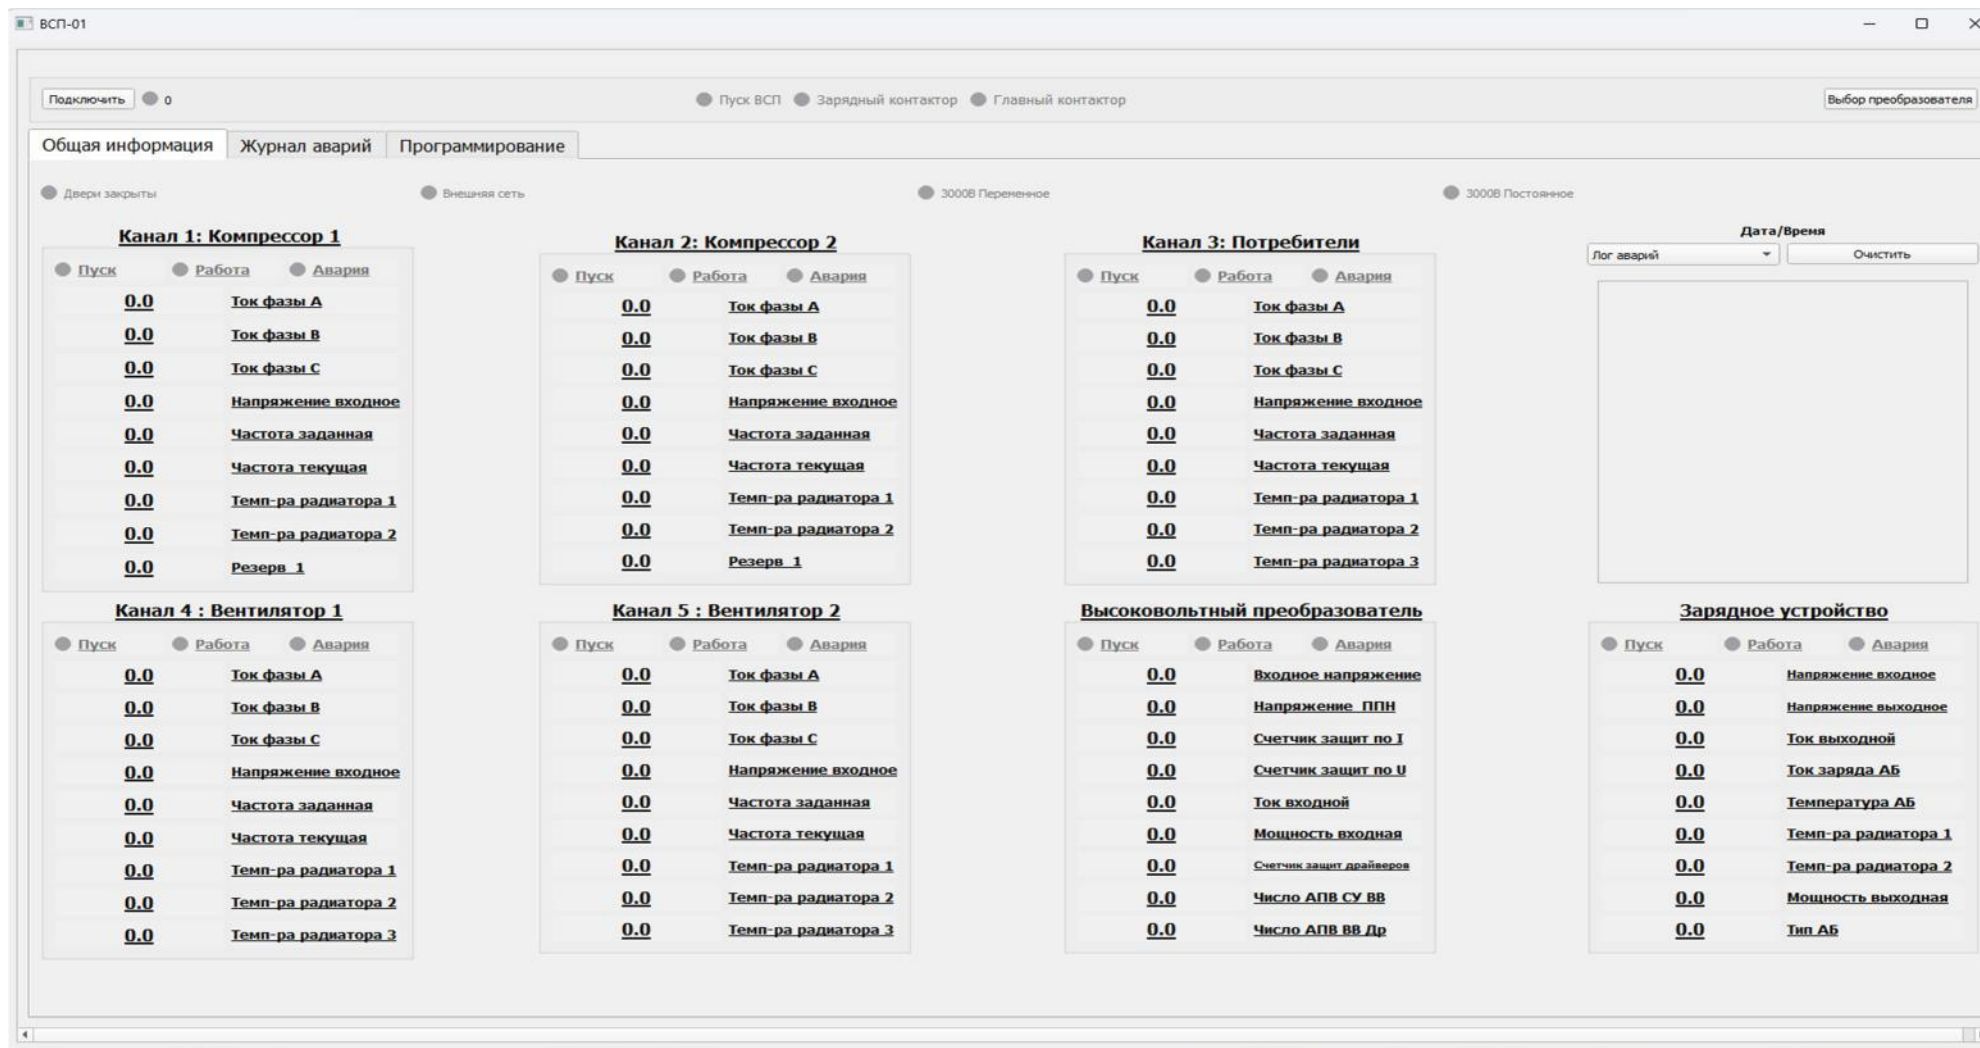 ВСП-01
Подключить 0 Пуск ВСП Зарядный контактор Главный контактор Выбор преобразователя
Общая информация Журнал аварий Программирование
Двери закрыты Внешняя сеть 3000В Переменное 3000В Постоянное
Канал 1: Компрессор 1
Пуск Работа Авария
0.0 Ток фазы A
0.0 Ток фазы B
0.0 Ток фазы C
0.0 Напряжение входное
0.0 Частота заданная
0.0 Частота текущая
0.0 Темп-ра радиатора 1
0.0 Темп-ра радиатора 2
0.0 Резерв_1
Канал 2: Компрессор 2
Пуск Работа Авария
0.0 Ток фазы A
0.0 Ток фазы B
0.0 Ток фазы C
0.0 Напряжение входное
0.0 Частота заданная
0.0 Частота текущая
0.0 Темп-ра радиатора 1
0.0 Темп-ра радиатора 2
0.0 Резерв_1
Канал 3: Потребители
Пуск Работа Авария
0.0 Ток фазы A
0.0 Ток фазы B
0.0 Ток фазы C
0.0 Напряжение входное
0.0 Частота заданная
0.0 Частота текущая
0.0 Темп-ра радиатора 1
0.0 Темп-ра радиатора 2
0.0 Темп-ра радиатора 3
Дата/Время
Лог аварий Очистить
Канал 4 : Вентилятор 1
Пуск Работа Авария
0.0 Ток фазы A
0.0 Ток фазы B
0.0 Ток фазы C
0.0 Напряжение входное
0.0 Частота заданная
0.0 Частота текущая
0.0 Темп-ра радиатора 1
0.0 Темп-ра радиатора 2
0.0 Темп-ра радиатора 3
Канал 5 : Вентилятор 2
Пуск Работа Авария
0.0 Ток фазы A
0.0 Ток фазы B
0.0 Ток фазы C
0.0 Напряжение входное
0.0 Частота заданная
0.0 Частота текущая
0.0 Темп-ра радиатора 1
0.0 Темп-ра радиатора 2
0.0 Темп-ра радиатора 3
Высоковольтный преобразователь
Пуск Работа Авария
0.0 Входное напряжение
0.0 Напряжение_ППН
0.0 Счетчик защит по I
0.0 Счетчик защит по U
0.0 Ток входной
0.0 Мощность входная
0.0 Счетчик защит драйверов
0.0 Число АПВ СУ ВВ
0.0 Число АПВ ВВ Др
Зарядное устройство
Пуск Работа Авария
0.0 Напряжение входное
0.0 Напряжение выходное
0.0 Ток выходной
0.0 Ток заряда АБ
0.0 Температура АБ
0.0 Темп-ра радиатора 1
0.0 Темп-ра радиатора 2
0.0 Мощность выходная
0.0 Тип АБ